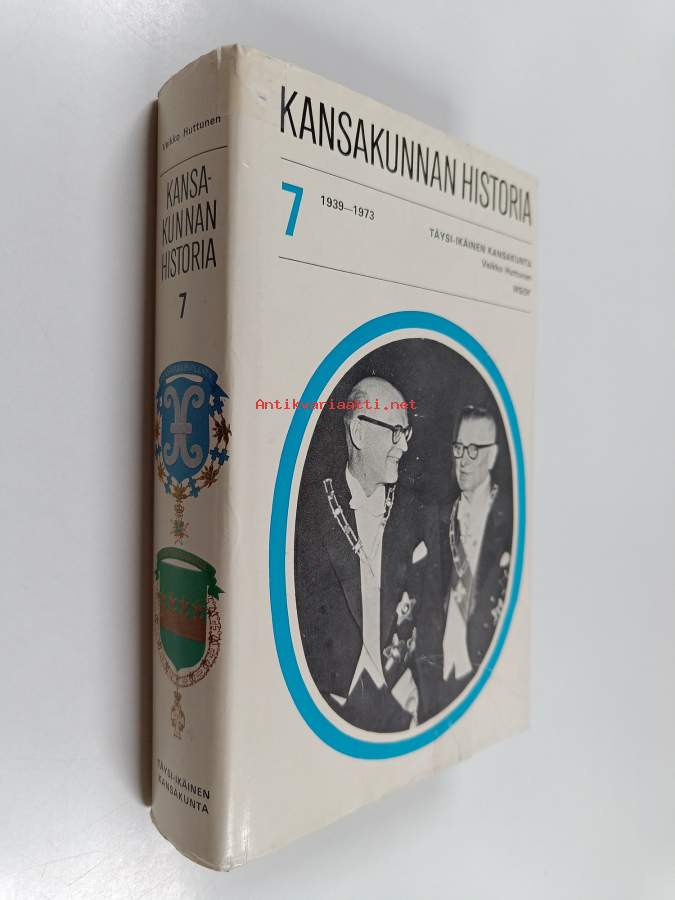 Veikko Huttunen
KANSA-
KUNNAN
HISTORIA
7
TÄYSI-IKÄINEN
KANSAKUNTA
KANSAKUNNAN HISTORIA
7
1939—1973
TÄYSI-IKÄINEN KANSAKUNTA
Veikko Huttunen
WSOY
Antikvariaatti.net